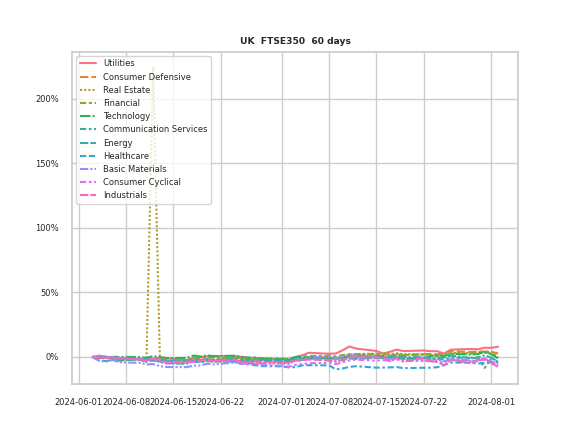 UK  FTSE350  60 days
Utilities
Consumer Defensive
Real Estate
Financial
Technology
Communication Services
Energy
Healthcare
Basic Materials
Consumer Cyclical
Industrials
200%
150%
100%
50%
0%
2024-06-01 2024-06-08 2024-06-15 2024-06-22 2024-07-01 2024-07-08 2024-07-15 2024-07-22 2024-08-01